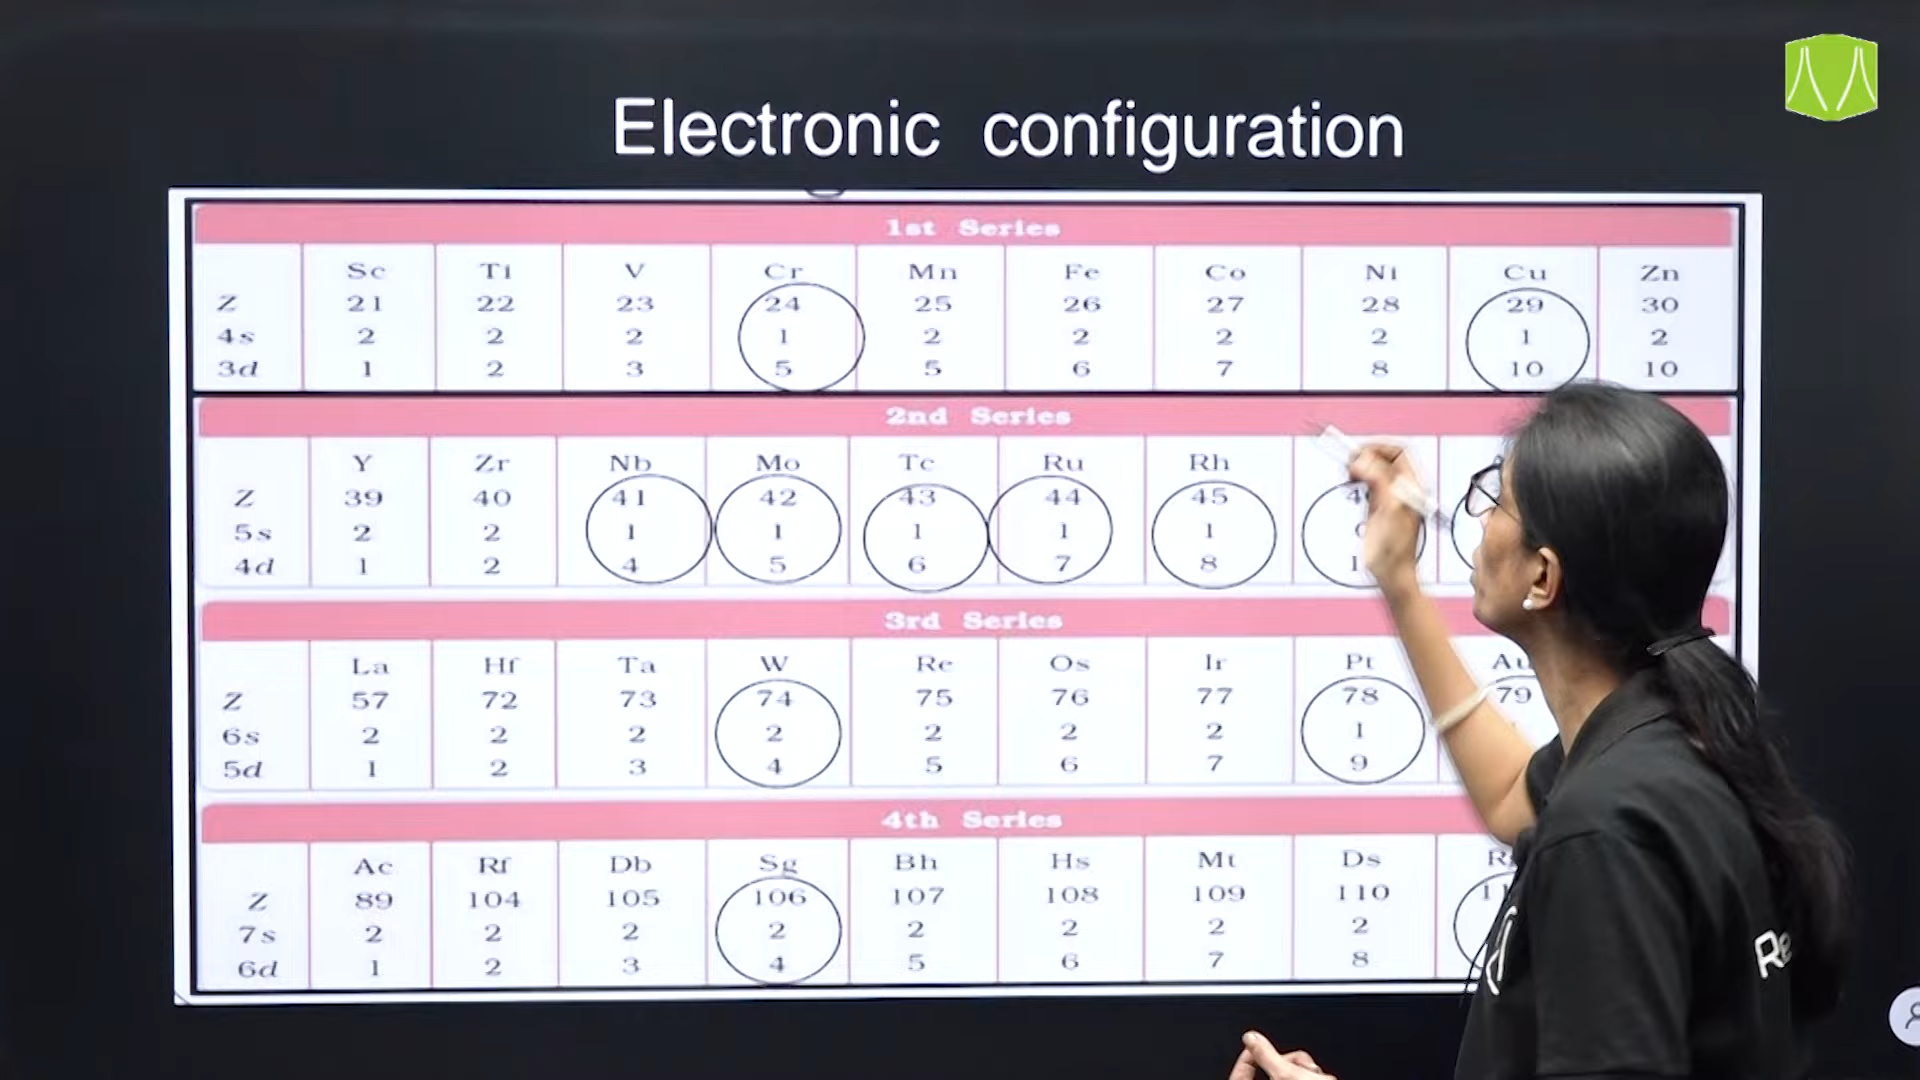 Electronic configuration
1st Series
Sc Ti V Cr Mn Fe Co Ni Cu Zn
Z 21 22 23 24 25 26 27 28 29 30
4s 2 2 2 1 2 2 2 2 1 2
3d 1 2 3 5 5 6 7 8 10 10
2nd Series
Y Zr Nb Mo Tc Ru Rh
Z 39 40 41 42 43 44 45
5s 2 2 1 1 1 1 1
4d 1 2 4 5 6 7 8
3rd Series
La Hf Ta W Re Os Ir Pt Au
Z 57 72 73 74 75 76 77 78 79
6s 2 2 2 2 2 2 2 1
5d 1 2 3 4 5 6 7 9
4th Series
Ac Rf Db Sg Bh Hs Mt Ds
Z 89 104 105 106 107 108 109 110
7s 2 2 2 2 2 2 2 2
6d 1 2 3 4 5 6 7 8
Re